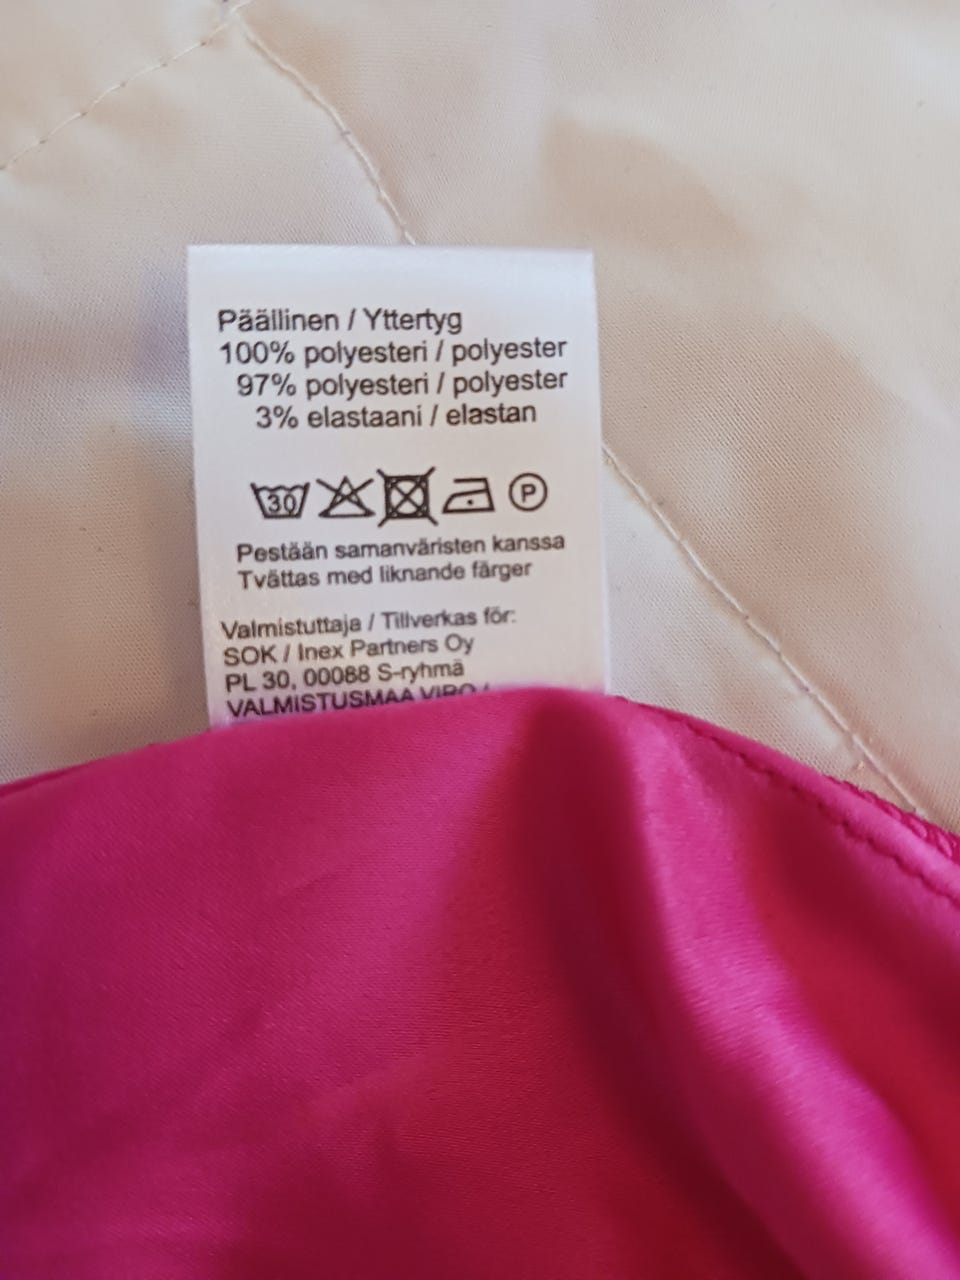 Päällinen / Yttertyg
100% polyesteri / polyester
97% polyesteri / polyester
3% elastaani / elastan
30 P
Pestään samanväristen kanssa
Tvättas med liknande färger
Valmistuttaja / Tillverkas för:
SOK / Inex Partners Oy
PL 30, 00088 S-ryhmä
VALMISTUSMAA VIRO /